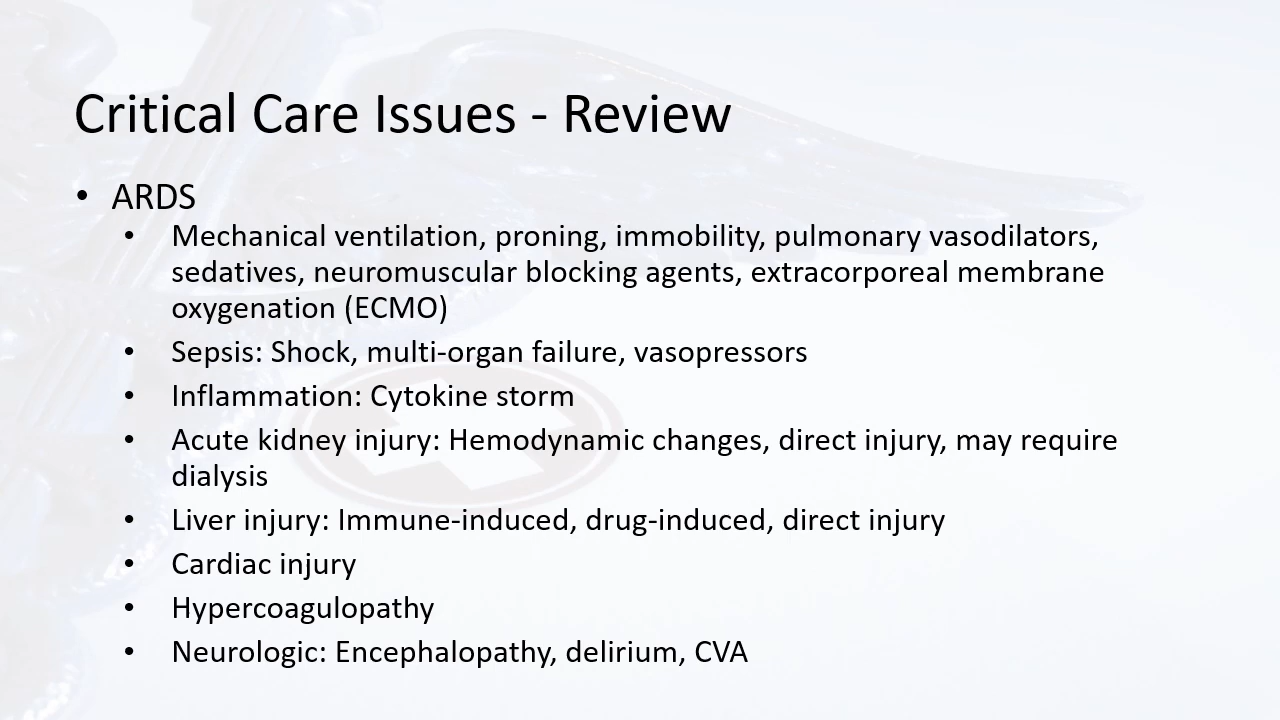 Critical Care Issues - Review
• ARDS
• Mechanical ventilation, proning, immobility, pulmonary vasodilators,
sedatives, neuromuscular blocking agents, extracorporeal membrane
oxygenation (ECMO)
• Sepsis: Shock, multi-organ failure, vasopressors
• Inflammation: Cytokine storm
• Acute kidney injury: Hemodynamic changes, direct injury, may require
dialysis
• Liver injury: Immune-induced, drug-induced, direct injury
• Cardiac injury
• Hypercoagulopathy
• Neurologic: Encephalopathy, delirium, CVA